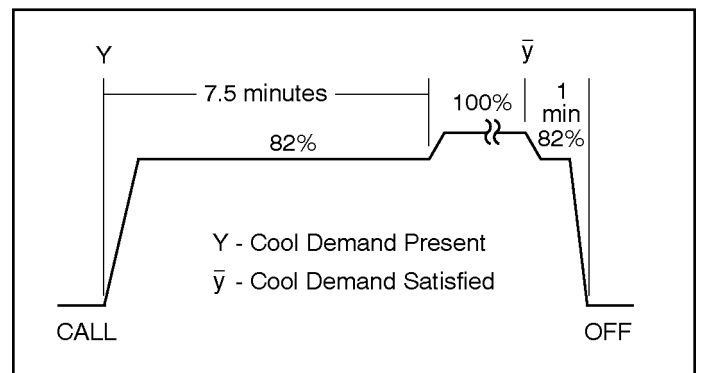 Y
ȳ
7.5 minutes
100%
1
min
82%
82%
Y - Cool Demand Present
ȳ - Cool Demand Satisfied
CALL
OFF